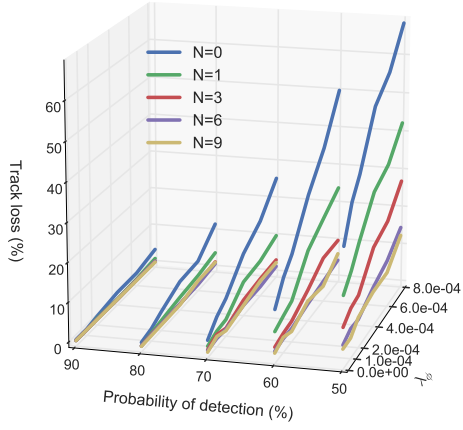 N=0
N=1
N=3
N=6
N=9
Track loss (%)
60
50
40
30
20
10
0
90
80
70
60
50
Probability of detection (%)
8.0e-04
6.0e-04
4.0e-04
2.0e-04
1.0e-04
0.0e+00
λφ